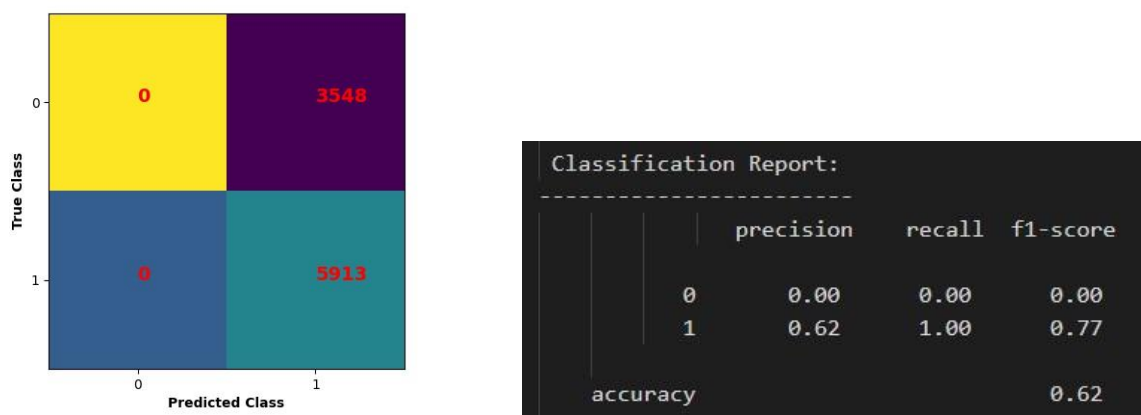 0 3548
0
True Class
0 5913
1
0 1
Predicted Class
Classification Report:
------------------------
precision recall f1-score
0 0.00 0.00 0.00
1 0.62 1.00 0.77
accuracy 0.62